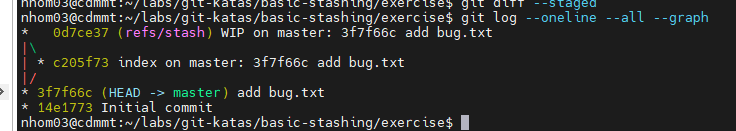 nhom03@cdmmt:~/labs/git-katas/basic-stashing/exercise$ git diff --staged
nhom03@cdmmt:~/labs/git-katas/basic-stashing/exercise$ git log --oneline --all --graph
*   0d7ce37 (refs/stash) WIP on master: 3f7f66c add bug.txt
|\
| * c205f73 index on master: 3f7f66c add bug.txt
|/
* 3f7f66c (HEAD -> master) add bug.txt
* 14e1773 Initial commit
nhom03@cdmmt:~/labs/git-katas/basic-stashing/exercise$